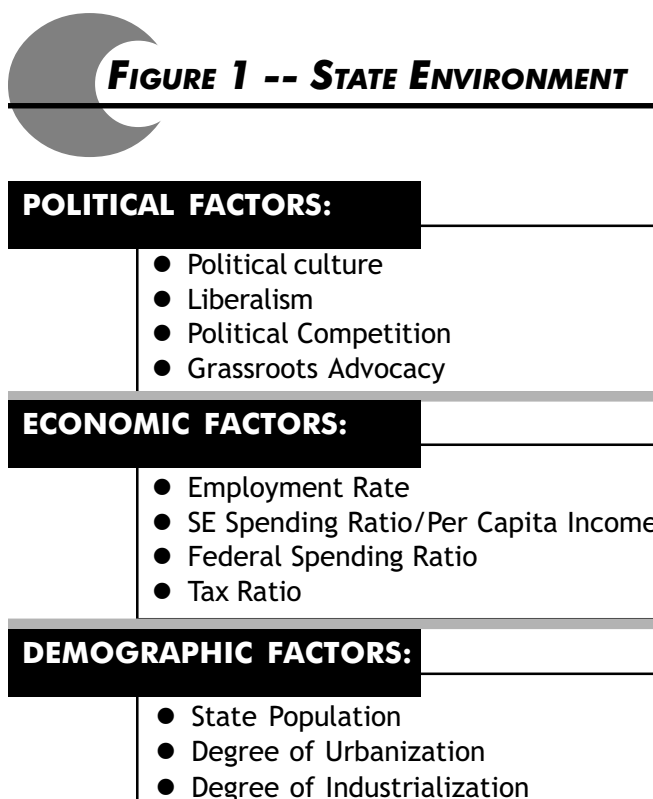 FIGURE 1 -- STATE ENVIRONMENT
POLITICAL FACTORS:
● Political culture
● Liberalism
● Political Competition
● Grassroots Advocacy
ECONOMIC FACTORS:
● Employment Rate
● SE Spending Ratio/Per Capita Income
● Federal Spending Ratio
● Tax Ratio
DEMOGRAPHIC FACTORS:
● State Population
● Degree of Urbanization
● Degree of Industrialization